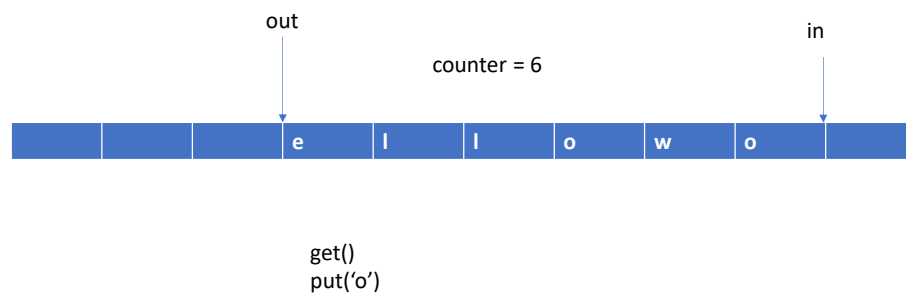 out
in
counter = 6
e l l o w o
get()
put(‘o’)